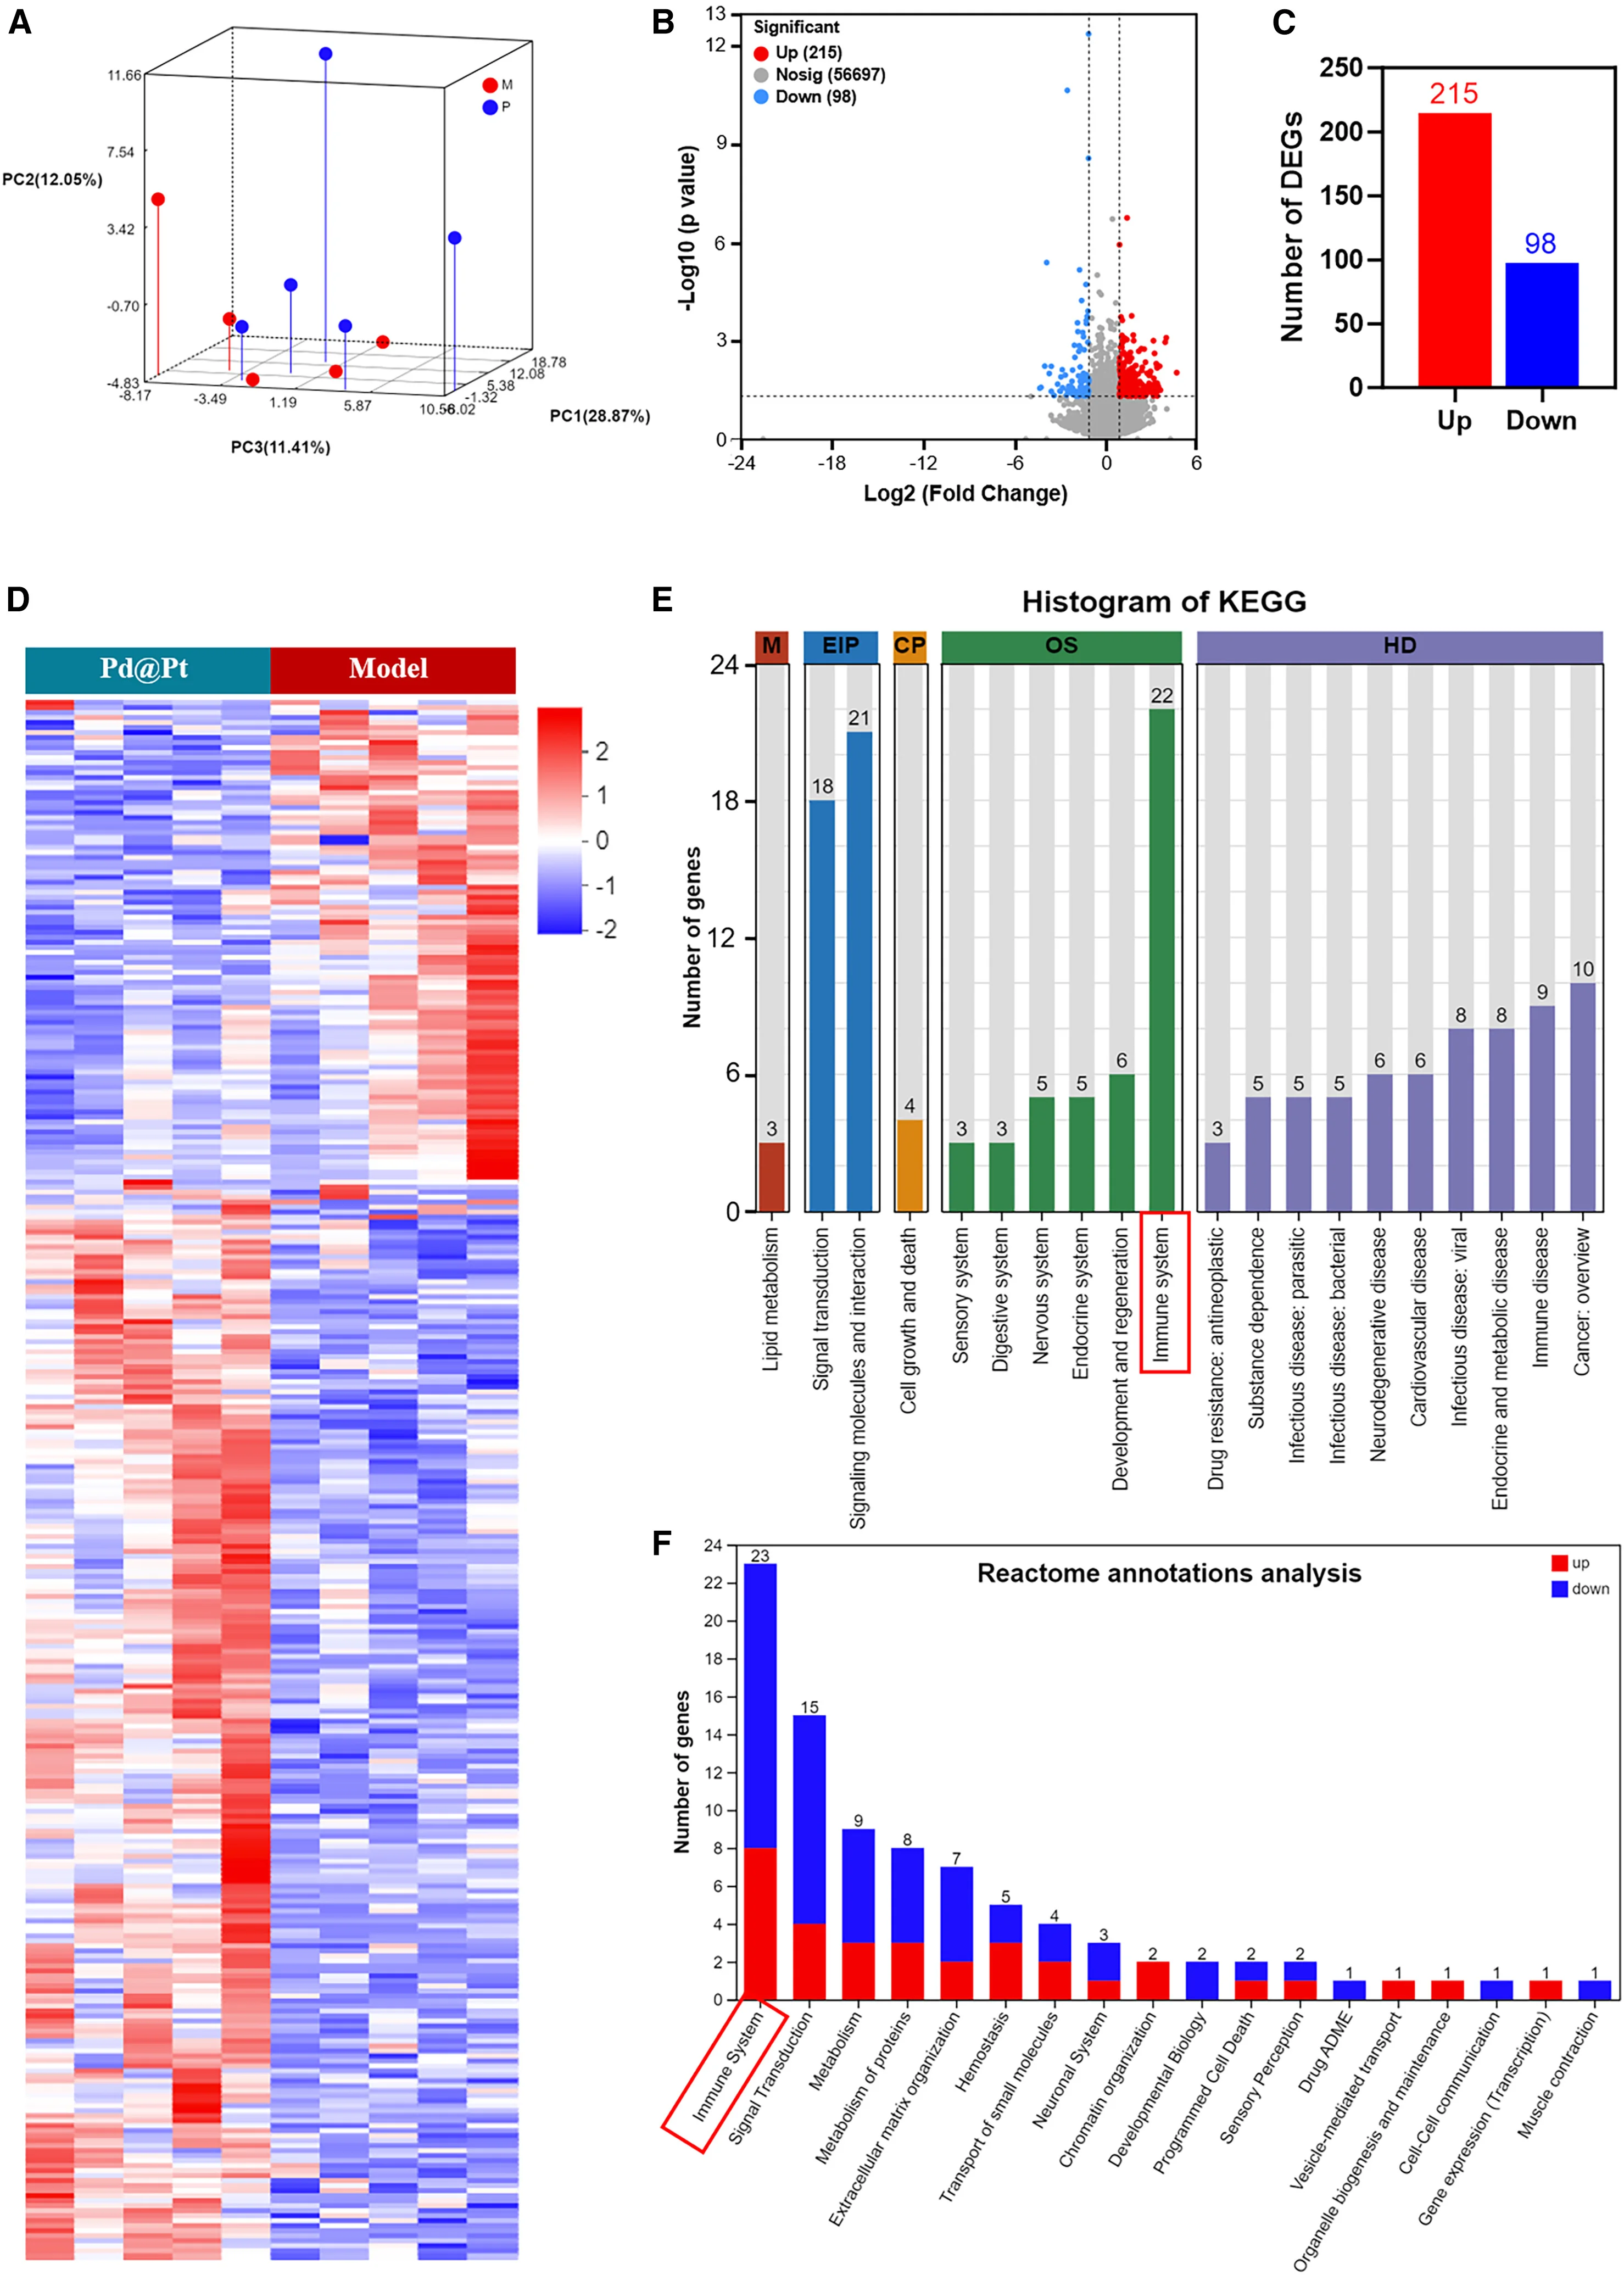 A
11.66
7.54
PC2(12.05%)
3.42
-0.70
-4.83
-8.17
-3.49
1.19
5.87
10.56
-8.02
-1.32
5.38
12.08
18.78
PC1(28.87%)
PC3(11.41%)
M
P
B
Significant
Up (215)
Nosig (56697)
Down (98)
13
12
9
6
3
0
-24
-18
-12
-6
0
6
-Log10 (p value)
Log2 (Fold Change)
C
250
200
150
100
50
0
215
98
Number of DEGs
Up
Down
D
Pd@Pt
Model
2
1
0
-1
-2
E
Histogram of KEGG
M
EIP
CP
OS
HD
24
18
12
6
0
Number of genes
3
18
21
4
3
3
5
5
6
22
3
5
5
5
6
6
8
8
9
10
Lipid metabolism
Signal transduction
Signaling molecules and interaction
Cell growth and death
Sensory system
Digestive system
Nervous system
Endocrine system
Development and regeneration
Immune system
Drug resistance: antineoplastic
Substance dependence
Infectious disease: parasitic
Infectious disease: bacterial
Neurodegenerative disease
Cardiovascular disease
Infectious disease: viral
Endocrine and metabolic disease
Immune disease
Cancer: overview
F
Reactome annotations analysis
up
down
24
22
20
18
16
14
12
10
8
6
4
2
0
Number of genes
23
15
9
8
7
5
4
3
2
2
2
2
1
1
1
1
1
1
Immune System
Signal Transduction
Metabolism
Metabolism of proteins
Extracellular matrix organization
Hemostasis
Transport of small molecules
Neuronal System
Chromatin organization
Developmental Biology
Programmed Cell Death
Sensory Perception
Drug ADME
Vesicle-mediated transport
Organelle biogenesis and maintenance
Cell-Cell communication
Gene expression (Transcription)
Muscle contraction